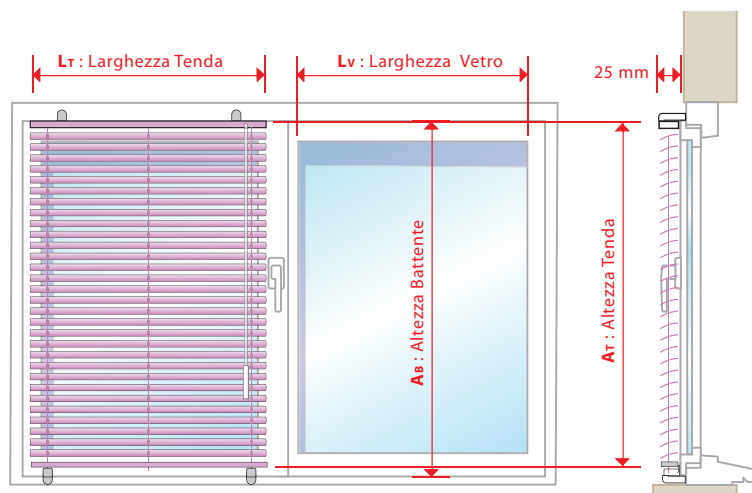 LT : Larghezza Tenda
LV : Larghezza Vetro
25 mm
AB : Altezza Battente
AT : Altezza Tenda